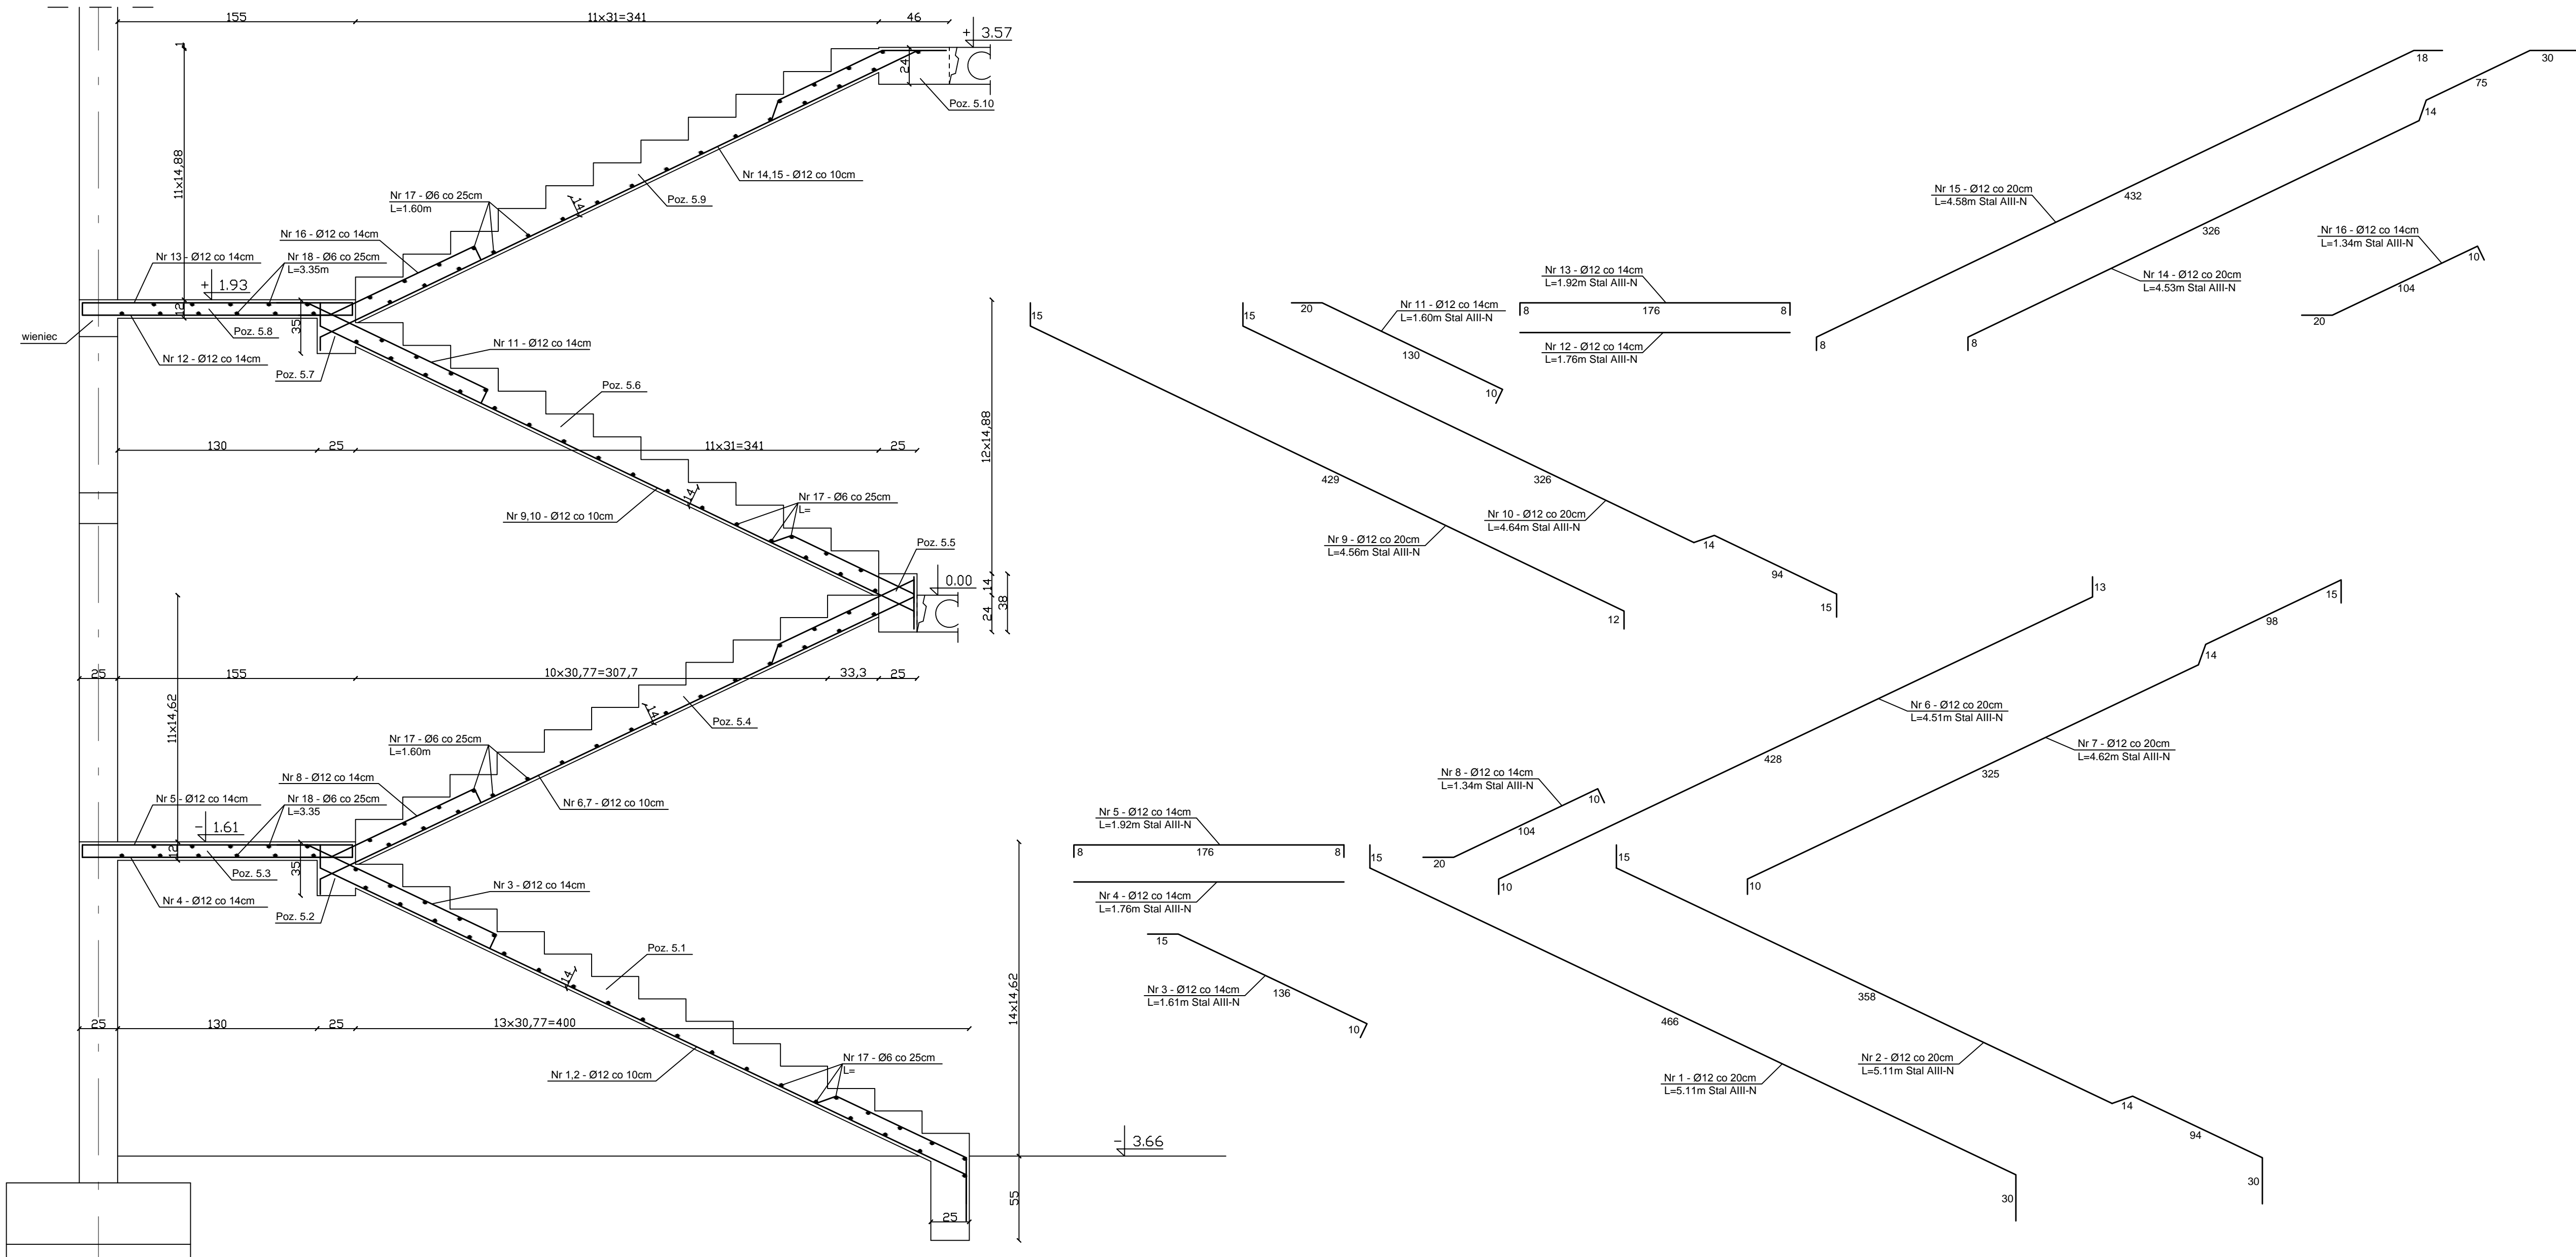 155
11×31=341
46
+ 3.57
1
24
Poz. 5.10
11×14,88
Nr 14,15 - Ø12 co 10cm
Nr 17 - Ø6 co 25cm
L=1.60m
14
Poz. 5.9
Nr 16 - Ø12 co 14cm
Nr 13 - Ø12 co 14cm
Nr 18 - Ø6 co 25cm
L=3.35m
+ 1.93
12
35
wieniec
Poz. 5.8
Nr 12 - Ø12 co 14cm
Poz. 5.7
Nr 11 - Ø12 co 14cm
Poz. 5.6
130
25
11×31=341
25
12×14,88
14
Nr 9,10 - Ø12 co 10cm
Nr 17 - Ø6 co 25cm
L=
Poz. 5.5
0.00
14
24
38
25
155
10×30,77=307,7
33,3
25
11×14,62
14
Poz. 5.4
Nr 17 - Ø6 co 25cm
L=1.60m
Nr 8 - Ø12 co 14cm
Nr 5 - Ø12 co 14cm
Nr 18 - Ø6 co 25cm
L=3.35
Nr 6,7 - Ø12 co 10cm
- 1.61
12
35
Poz. 5.3
Nr 4 - Ø12 co 14cm
Poz. 5.2
Nr 3 - Ø12 co 14cm
Poz. 5.1
14
14×14,62
25
130
25
13×30,77=400
Nr 1,2 - Ø12 co 10cm
Nr 17 - Ø6 co 25cm
L=
- 3.66
55
25
18
30
75
14
Nr 15 - Ø12 co 20cm
L=4.58m Stal AIII-N
432
326
Nr 14 - Ø12 co 20cm
L=4.53m Stal AIII-N
8
8
Nr 16 - Ø12 co 14cm
L=1.34m Stal AIII-N
10
104
20
Nr 13 - Ø12 co 14cm
L=1.92m Stal AIII-N
8
176
8
Nr 12 - Ø12 co 14cm
L=1.76m Stal AIII-N
20
Nr 11 - Ø12 co 14cm
L=1.60m Stal AIII-N
130
10
15
15
429
326
Nr 10 - Ø12 co 20cm
L=4.64m Stal AIII-N
Nr 9 - Ø12 co 20cm
L=4.56m Stal AIII-N
14
94
12
15
13
15
98
14
Nr 6 - Ø12 co 20cm
L=4.51m Stal AIII-N
Nr 7 - Ø12 co 20cm
L=4.62m Stal AIII-N
428
325
Nr 8 - Ø12 co 14cm
L=1.34m Stal AIII-N
10
104
20
10
10
Nr 5 - Ø12 co 14cm
L=1.92m Stal AIII-N
8
176
8
Nr 4 - Ø12 co 14cm
L=1.76m Stal AIII-N
15
15
15
Nr 3 - Ø12 co 14cm
L=1.61m Stal AIII-N
136
10
466
358
Nr 2 - Ø12 co 20cm
L=5.11m Stal AIII-N
Nr 1 - Ø12 co 20cm
L=5.11m Stal AIII-N
14
94
30
30